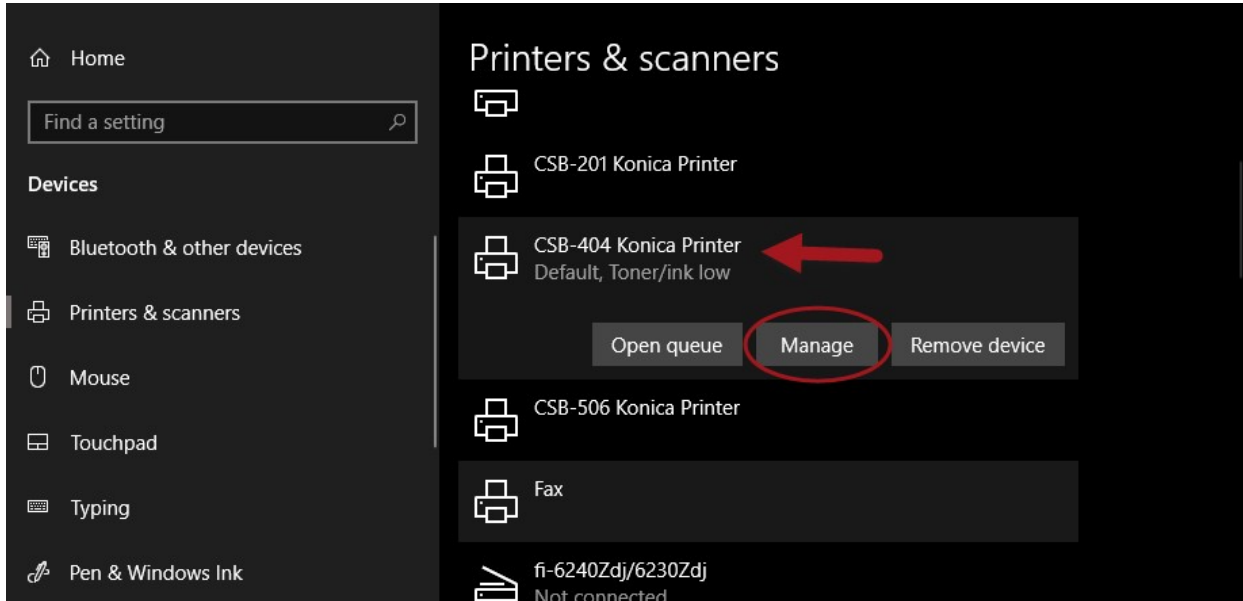 Home
Find a setting
Devices
Bluetooth & other devices
Printers & scanners
Mouse
Touchpad
Typing
Pen & Windows Ink
Printers & scanners
CSB-201 Konica Printer
CSB-404 Konica Printer
Default, Toner/ink low
Open queue Manage Remove device
CSB-506 Konica Printer
Fax
fi-6240Zdj/6230Zdj
Not connected